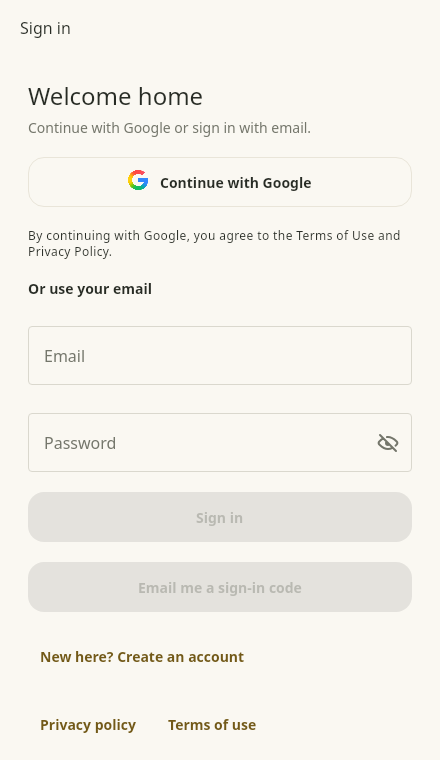 Sign in
Welcome home
Continue with Google or sign in with email.
Continue with Google
By continuing with Google, you agree to the Terms of Use and
Privacy Policy.
Or use your email
Email
Password
Sign in
Email me a sign-in code
New here? Create an account
Privacy policy Terms of use